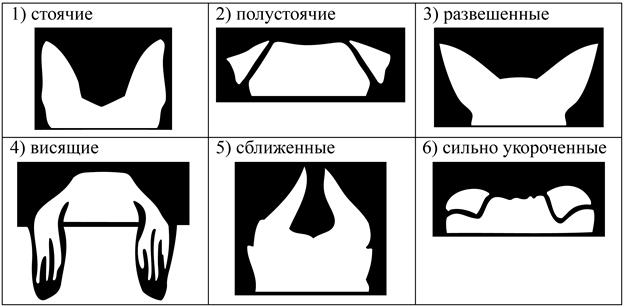 1) стоячие
2) полустоячие
3) развешенные
4) висящие
5) сближенные
6) сильно укороченные